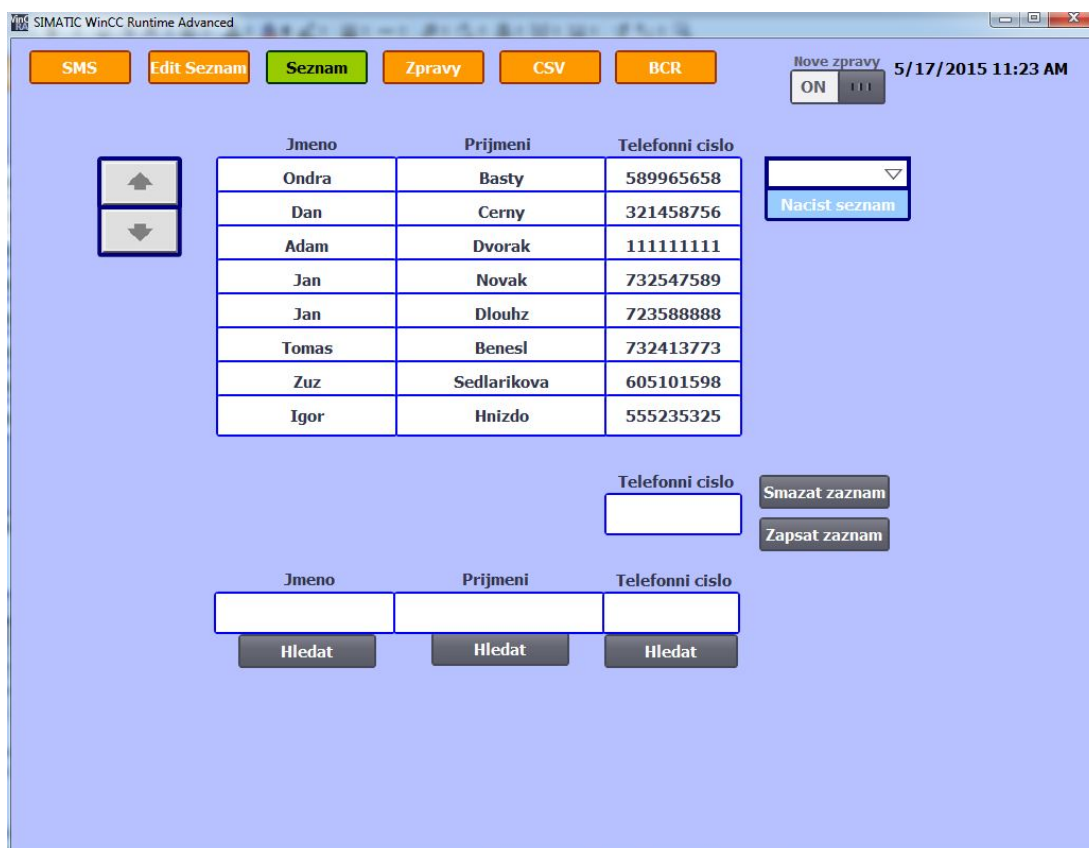 SIMATIC WinCC Runtime Advanced
SMS Edit Seznam Seznam Zpravy CSV BCR
Nove zpravy
ON
5/17/2015 11:23 AM
Jmeno Prijmeni Telefonni cislo
Ondra Basty 589965658
Dan Cerny 321458756
Adam Dvorak 111111111
Jan Novak 732547589
Jan Dlouhz 723588888
Tomas Benesl 732413773
Zuz Sedlarikova 605101598
Igor Hnizdo 555235325
Nacist seznam
Telefonni cislo
Smazat zaznam
Zapsat zaznam
Jmeno Prijmeni Telefonni cislo
Hledat Hledat Hledat